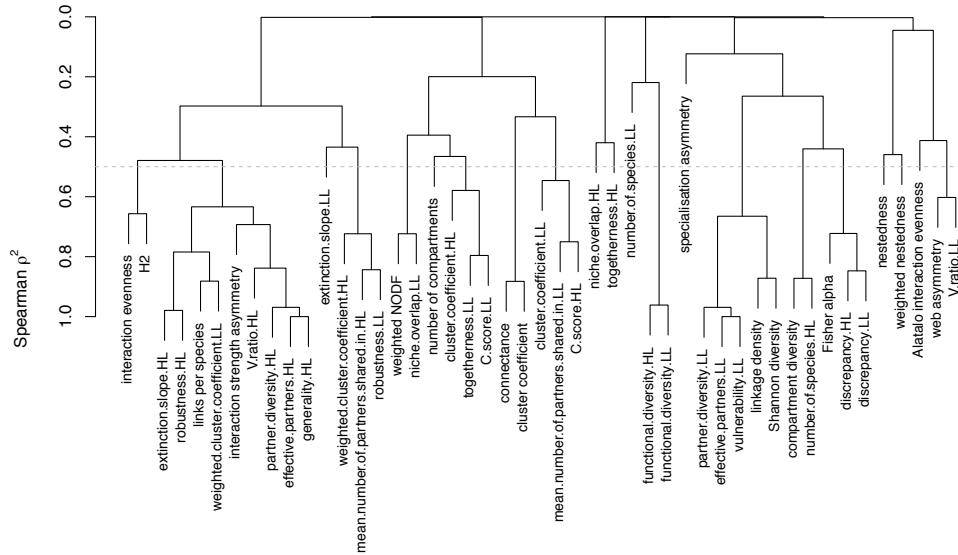 Spearman ρ²
0.0
0.2
0.4
0.6
0.8
1.0
interaction evenness
H2
extinction.slope.HL
robustness.HL
links per species
weighted.cluster.coefficient.LL
interaction strength asymmetry
V.ratio.HL
partner.diversity.HL
effective.partners.HL
generality.HL
extinction.slope.LL
weighted.cluster.coefficient.HL
mean.number.of.partners.shared.in.HL
robustness.LL
weighted NODF
niche.overlap.LL
number of compartments
cluster.coefficient.HL
togetherness.LL
C.score.LL
connectance
cluster coefficient
cluster.coefficient.LL
mean.number.of.partners.shared.in.LL
C.score.HL
niche.overlap.HL
togetherness.HL
number.of.species.LL
functional.diversity.HL
functional.diversity.LL
specialisation asymmetry
partner.diversity.LL
effective.partners.LL
vulnerability.LL
linkage density
Shannon diversity
compartment diversity
number.of.species.HL
Fisher alpha
discrepancy.HL
discrepancy.LL
nestedness
weighted nestedness
Alatalo interaction evenness
web asymmetry
V.ratio.LL